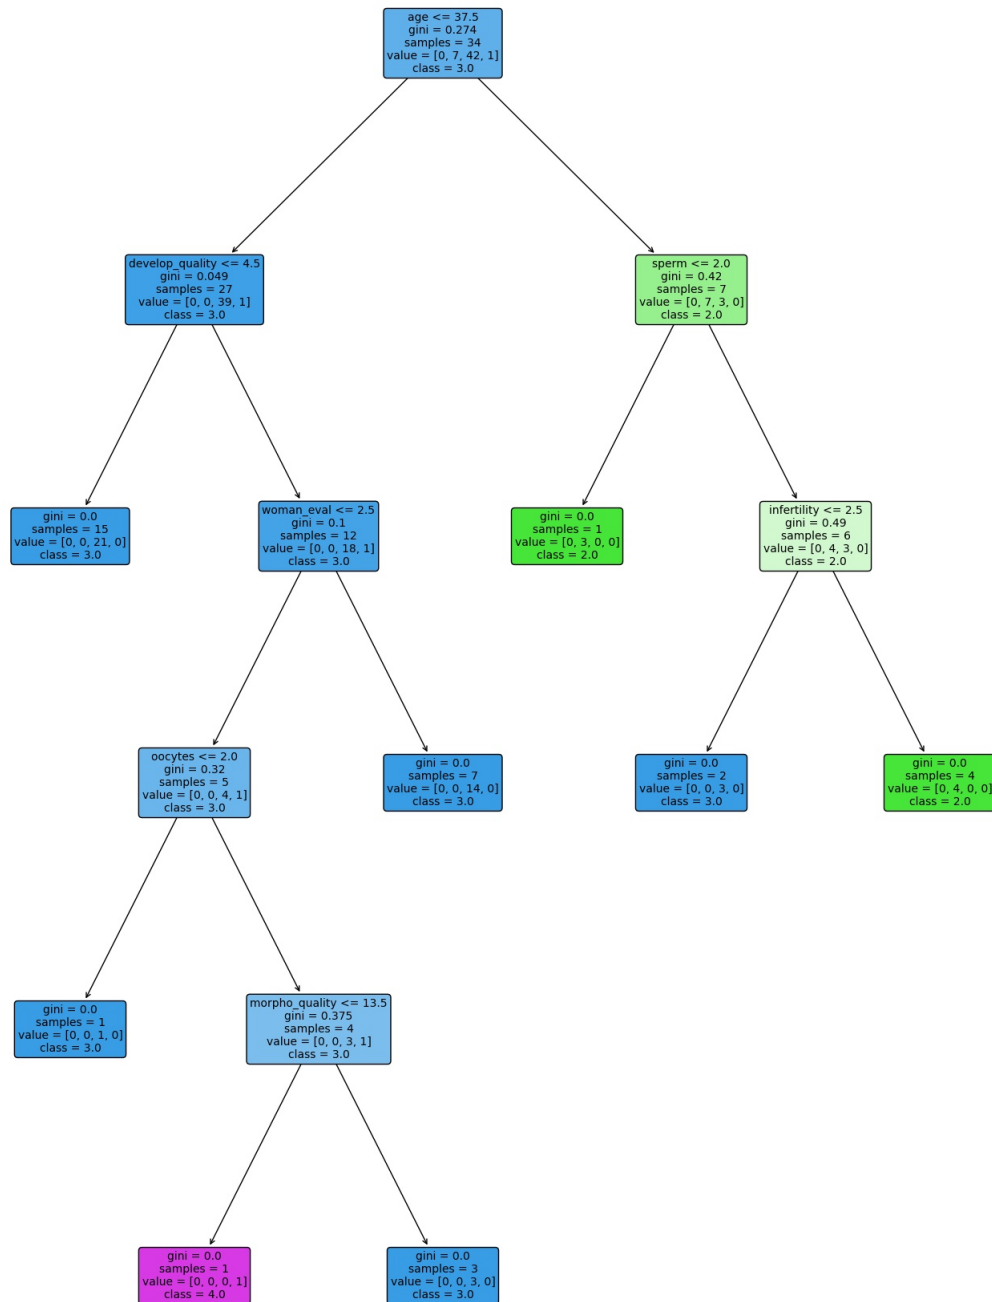 age <= 37.5
gini = 0.274
samples = 34
value = [0, 7, 42, 1]
class = 3.0
develop_quality <= 4.5
gini = 0.049
samples = 27
value = [0, 0, 39, 1]
class = 3.0
sperm <= 2.0
gini = 0.42
samples = 7
value = [0, 7, 3, 0]
class = 2.0
gini = 0.0
samples = 15
value = [0, 0, 21, 0]
class = 3.0
woman_eval <= 2.5
gini = 0.1
samples = 12
value = [0, 0, 18, 1]
class = 3.0
gini = 0.0
samples = 1
value = [0, 3, 0, 0]
class = 2.0
infertility <= 2.5
gini = 0.49
samples = 6
value = [0, 4, 3, 0]
class = 2.0
oocytes <= 2.0
gini = 0.32
samples = 5
value = [0, 0, 4, 1]
class = 3.0
gini = 0.0
samples = 7
value = [0, 0, 14, 0]
class = 3.0
gini = 0.0
samples = 2
value = [0, 0, 3, 0]
class = 3.0
gini = 0.0
samples = 4
value = [0, 4, 0, 0]
class = 2.0
gini = 0.0
samples = 1
value = [0, 0, 1, 0]
class = 3.0
morpho_quality <= 13.5
gini = 0.375
samples = 4
value = [0, 0, 3, 1]
class = 3.0
gini = 0.0
samples = 1
value = [0, 0, 0, 1]
class = 4.0
gini = 0.0
samples = 3
value = [0, 0, 3, 0]
class = 3.0